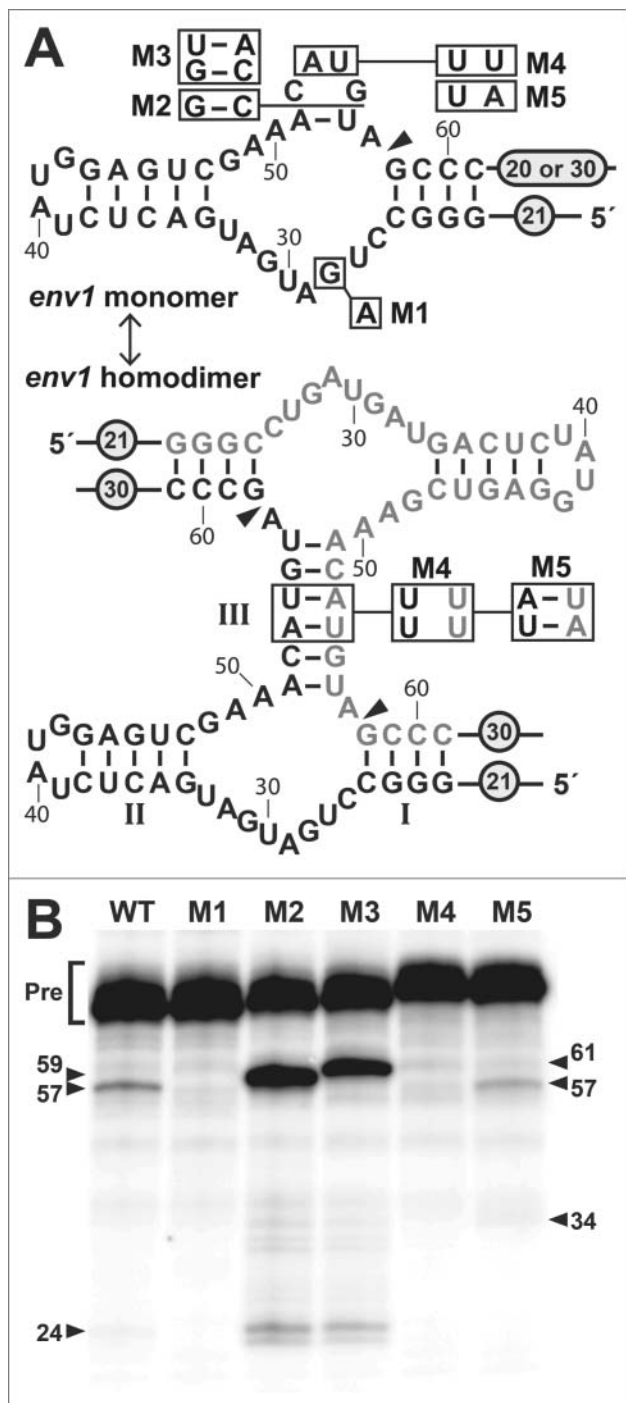 A
M3 U–A
G–C
A U U U M4
M2 G–C C G U A M5
A A–U A 60
U G G A G U C G A 50 G C C C 20 or 30
A U C U C A G U A G U A G U C C G G G 21 5´
40 30
A M1
env1 monomer
env1 homodimer
5´ 21 G G G C C U G A U G A U G A C U C U A 40
30
30 C C C G A A A G C U G A G G U
60 A 50
U–A
G–C
III U–A M4 U U M5 A–U
A–U U U U–A
C–G
50 A–U
A A A 60
U G G A G U C G G C C C 30
A U C U C A G U A G U A G U C C G G G 21 5´
40 II 30 I
B WT M1 M2 M3 M4 M5
Pre
59 61
57 57
34
24